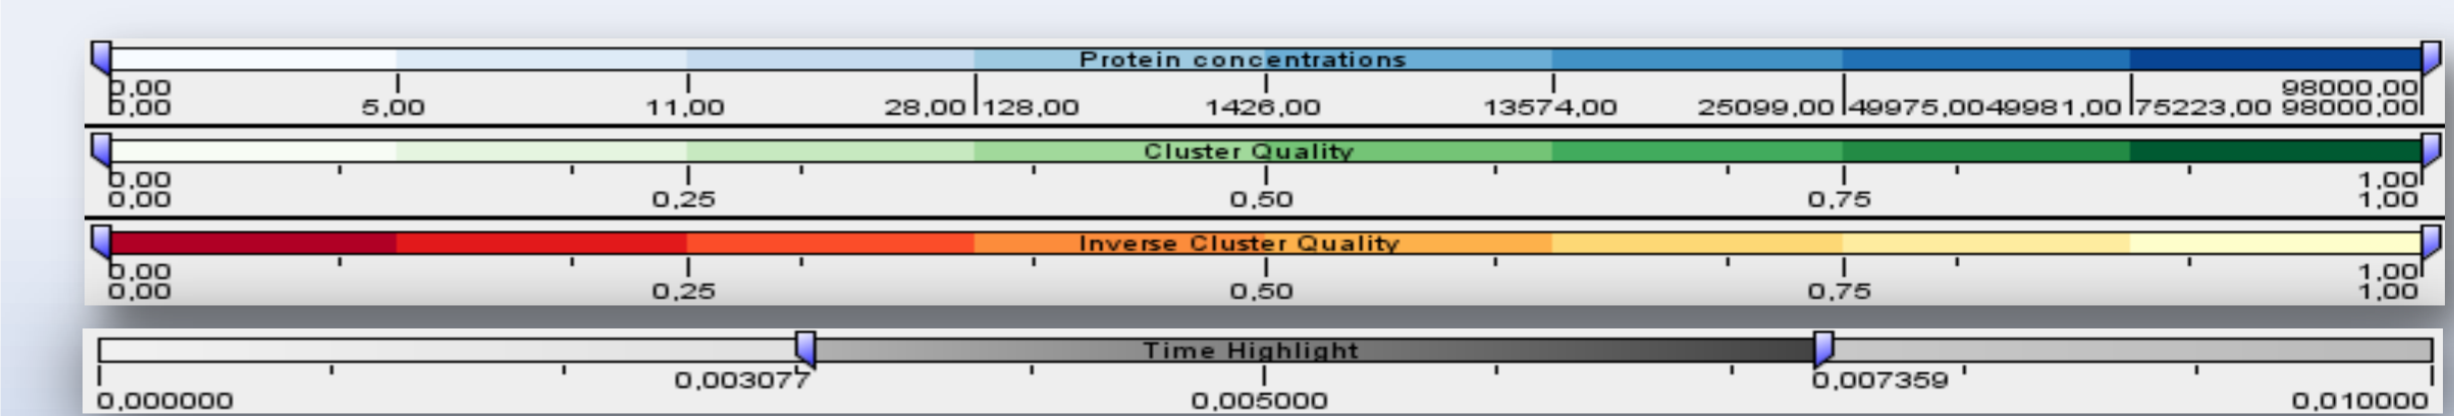 Protein concentrations
0,00 98000,00
0,00 5,00 11,00 28,00 128,00 1426,00 13574,00 25099,00 49975,00 49981,00 75223,00 98000,00
Cluster Quality
0,00 1,00
0,00 0,25 0,50 0,75 1,00
Inverse Cluster Quality
0,00 1,00
0,00 0,25 0,50 0,75 1,00
Time Highlight
0,003077 0,007359
0,000000 0,005000 0,010000